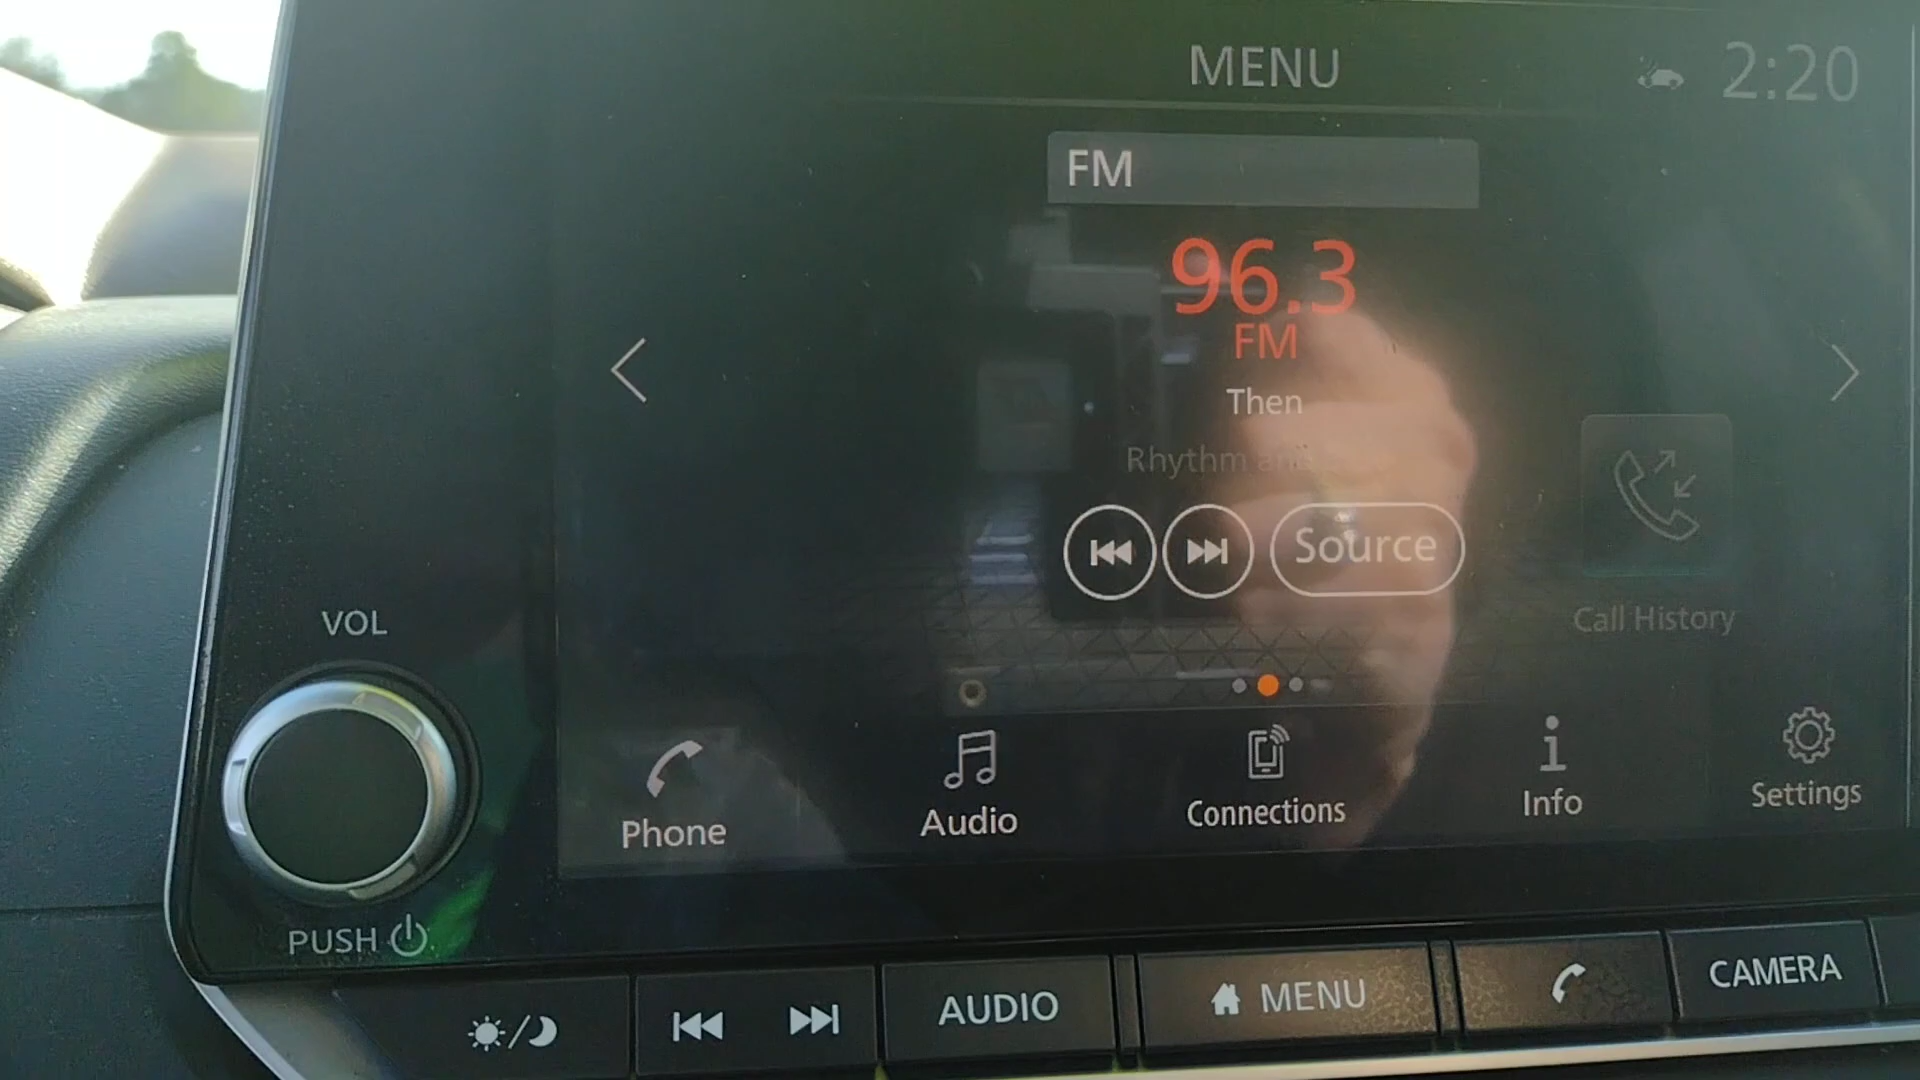 MENU
2:20
FM
96.3
FM
Then
Rhythm and
Source
Call History
VOL
Phone
Audio
Connections
Info
Settings
PUSH
AUDIO
MENU
CAMERA